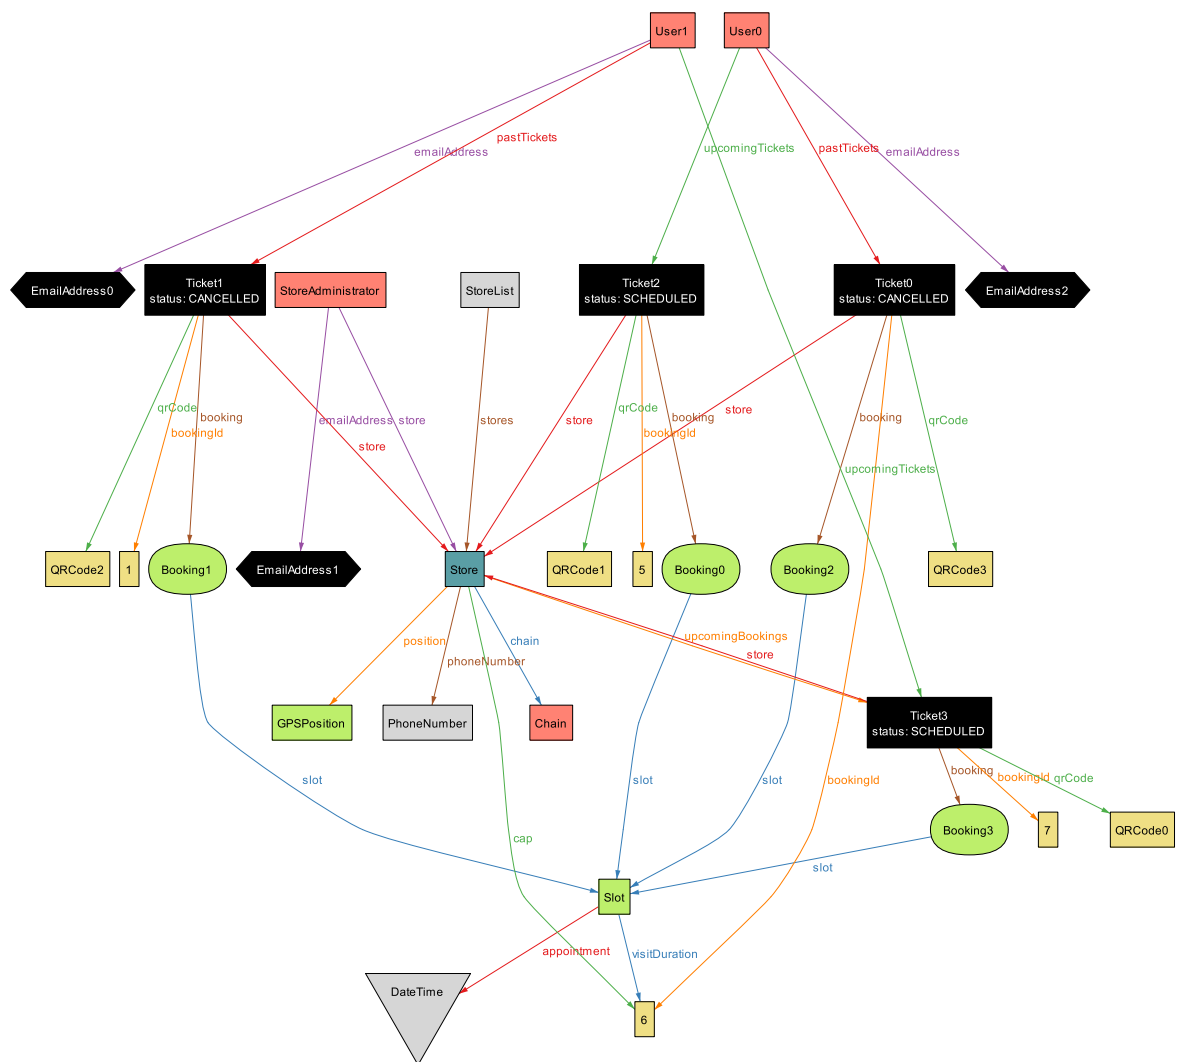 User1
User0
pastTickets
upcomingTickets
pastTickets
emailAddress
emailAddress
EmailAddress0
Ticket1
status: CANCELLED
StoreAdministrator
StoreList
Ticket2
status: SCHEDULED
Ticket0
status: CANCELLED
EmailAddress2
qrCode
booking
bookingId
store
emailAddress
store
stores
store
qrCode
booking
bookingId
store
booking
qrCode
upcomingTickets
QRCode2
1
Booking1
EmailAddress1
Store
QRCode1
5
Booking0
Booking2
QRCode3
position
phoneNumber
chain
upcomingBookings
store
GPSPosition
PhoneNumber
Chain
Ticket3
status: SCHEDULED
slot
slot
slot
bookingId
booking
bookingId
qrCode
cap
Booking3
7
QRCode0
slot
Slot
appointment
visitDuration
DateTime
6